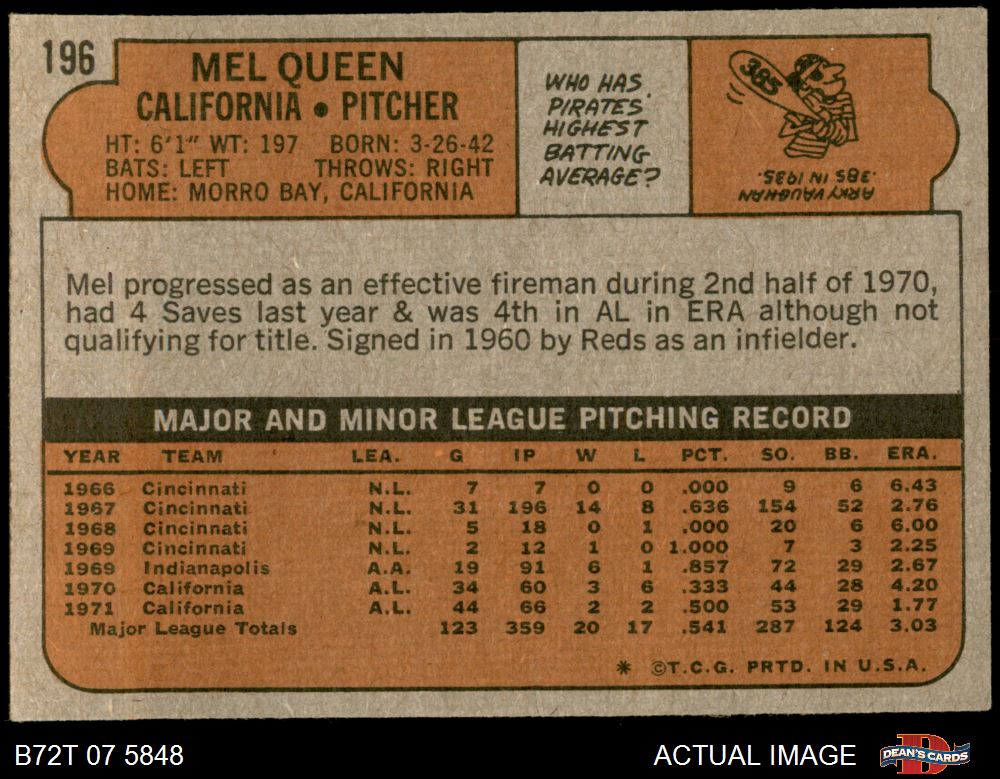 196
MEL QUEEN
CALIFORNIA • PITCHER
HT: 6'1" WT: 197 BORN: 3-26-42
BATS: LEFT THROWS: RIGHT
HOME: MORRO BAY, CALIFORNIA
WHO HAS
PIRATES
HIGHEST
BATTING
AVERAGE?
385
ARKY VAUGHAN
.385 IN 1935.
Mel progressed as an effective fireman during 2nd half of 1970,
had 4 Saves last year & was 4th in AL in ERA although not
qualifying for title. Signed in 1960 by Reds as an infielder.
MAJOR AND MINOR LEAGUE PITCHING RECORD
YEAR TEAM LEA. G IP W L PCT. SO. BB. ERA.
1966 Cincinnati N.L. 7 7 0 0 .000 9 6 6.43
1967 Cincinnati N.L. 31 196 14 8 .636 154 52 2.76
1968 Cincinnati N.L. 5 18 0 1 .000 20 6 6.00
1969 Cincinnati N.L. 2 12 1 0 1.000 7 3 2.25
1969 Indianapolis A.A. 19 91 6 1 .857 72 29 2.67
1970 California A.L. 34 60 3 6 .333 44 28 4.20
1971 California A.L. 44 66 2 2 .500 53 29 1.77
Major League Totals 123 359 20 17 .541 287 124 3.03
* ©T.C.G. PRTD. IN U.S.A.
B72T 07 5848
ACTUAL IMAGE
DEAN'S CARDS